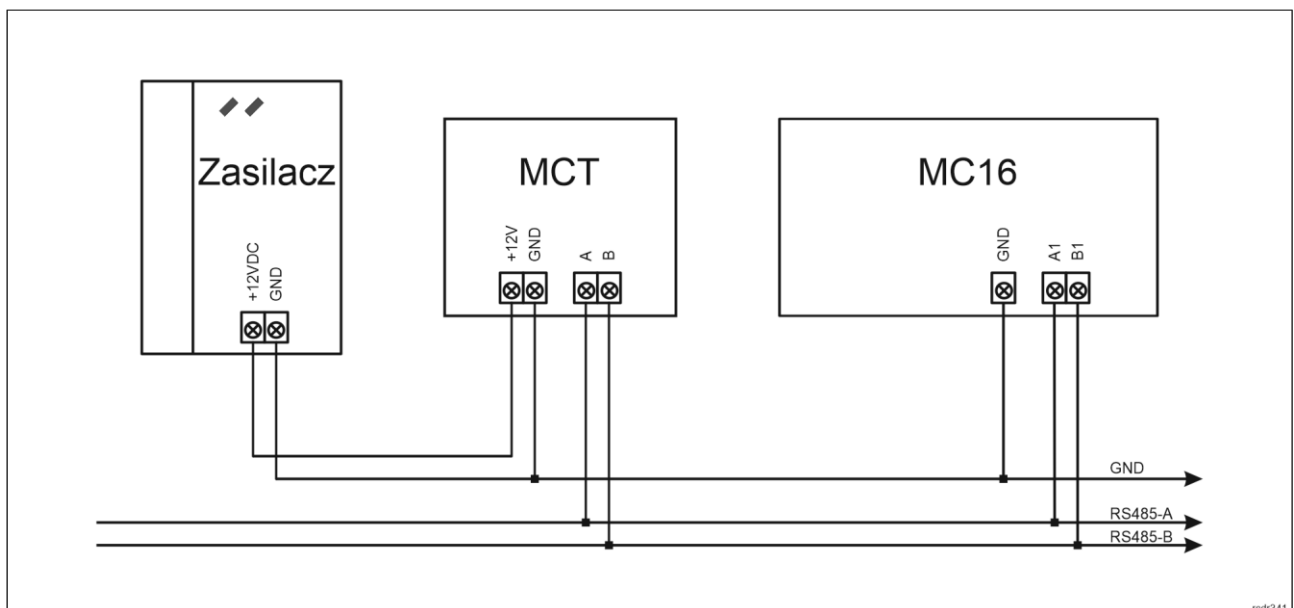 Zasilacz
+12VDC
GND
MCT
+12V
GND
A
B
MC16
GND
A1
B1
GND
RS485-A
RS485-B